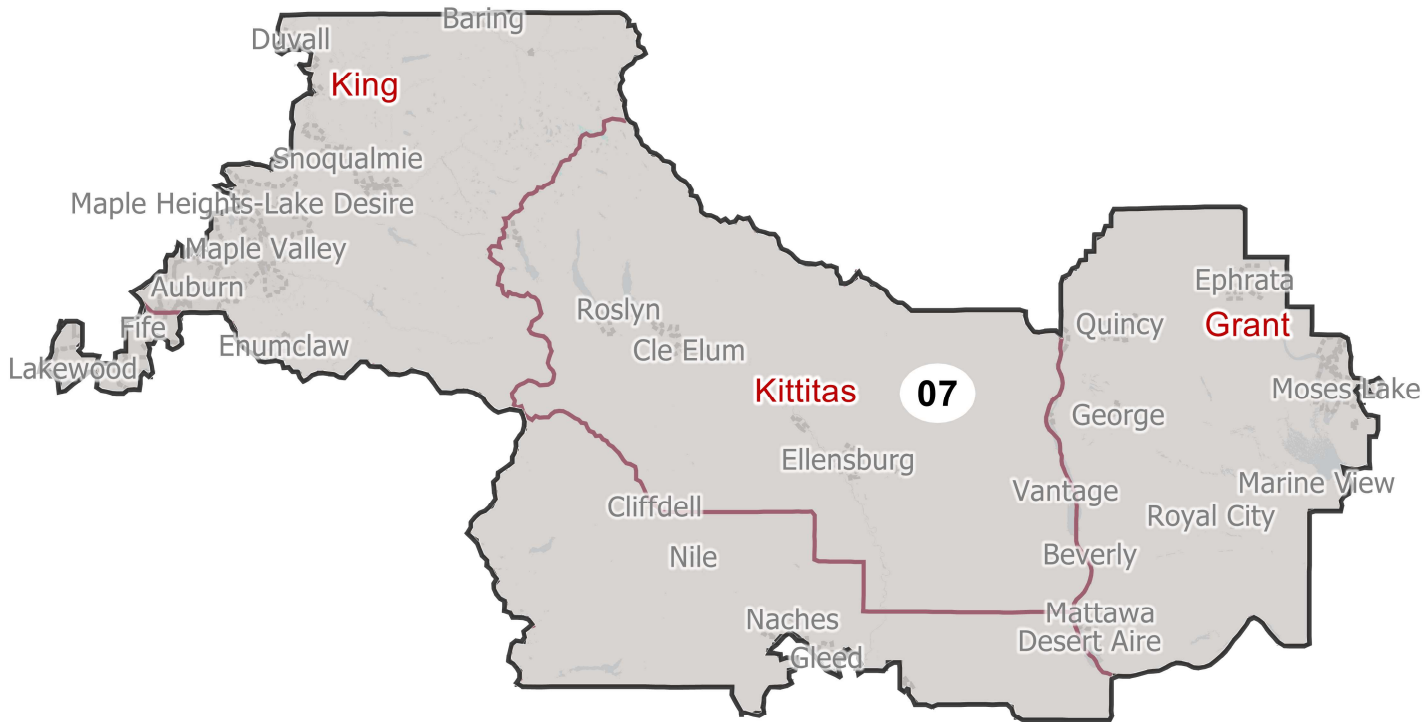 Baring
Duvall
King
Snoqualmie
Maple Heights-Lake Desire
Maple Valley
Auburn
Fife
Enumclaw
Lakewood
Roslyn
Cle Elum
Kittitas
07
Ellensburg
Ephrata
Quincy
Grant
Moses Lake
George
Marine View
Vantage
Royal City
Cliffdell
Nile
Beverly
Naches
Mattawa
Desert Aire
Gleed